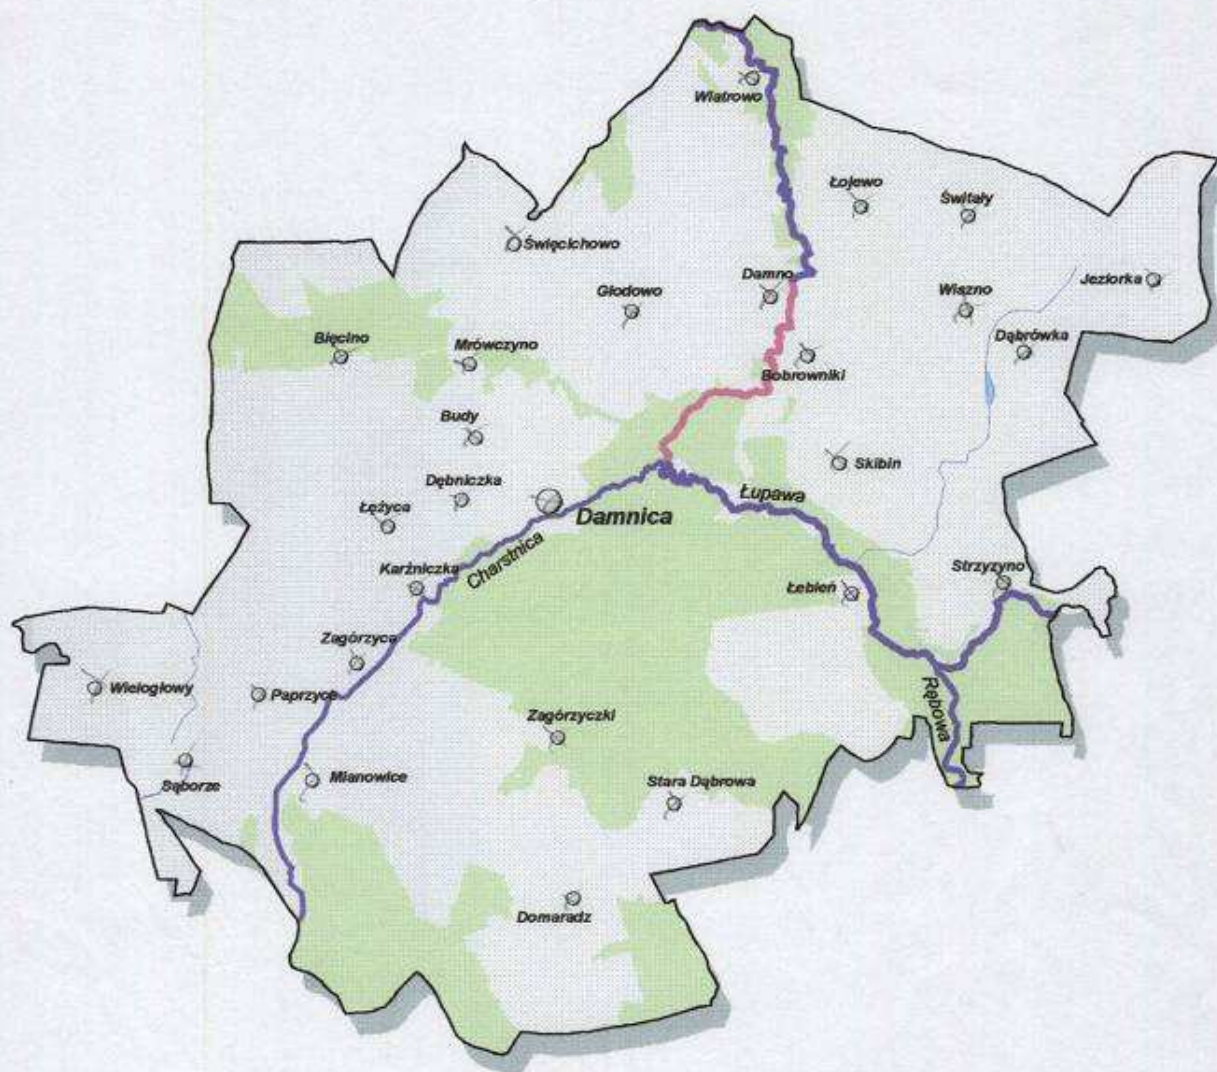 Wiatrowo
Łojewo
Świtały
Święcichowo
Damno
Jeziorka
Głodowo
Wiszno
Bięcino
Mrówczyno
Dąbrówka
Bobrowniki
Budy
Skibin
Dębniczka
Łupawa
Łężyca
Damnica
Charstnica
Karżniczka
Strzyżyno
Łebień
Zagórzyca
Wielogłowy
Paprzyce
Rębowa
Zagórzyczki
Mianowice
Stara Dąbrowa
Sąborze
Domaradz